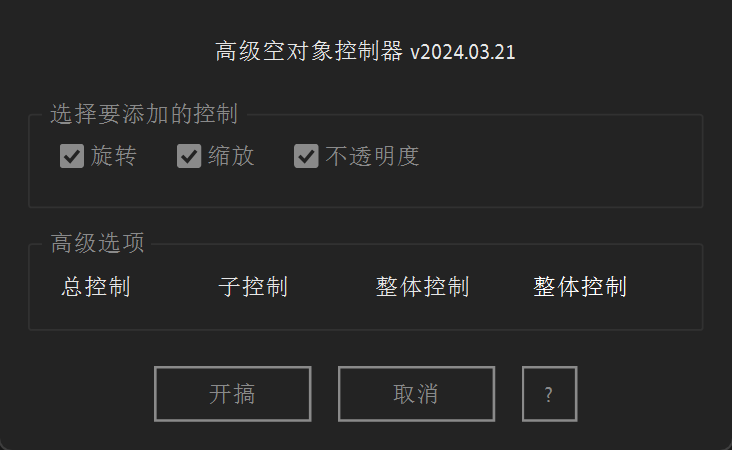 高级空对象控制器 v2024.03.21
选择要添加的控制
旋转 缩放 不透明度
高级选项
总控制 子控制 整体控制 整体控制
开搞 取消 ?